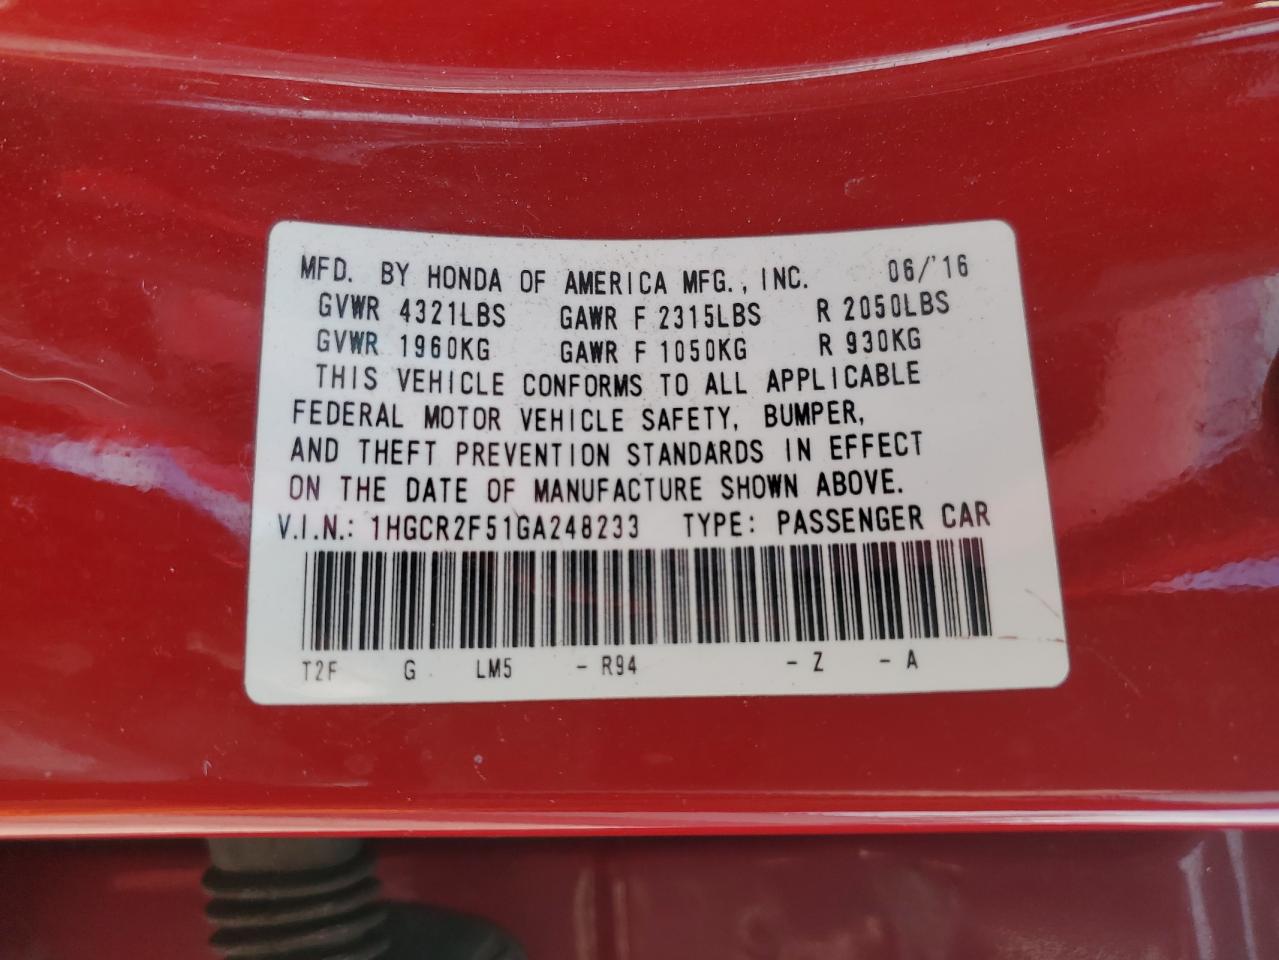 MFD. BY HONDA OF AMERICA MFG., INC. 06/'16
GVWR 4321LBS GAWR F 2315LBS R 2050LBS
GVWR 1960KG GAWR F 1050KG R 930KG
THIS VEHICLE CONFORMS TO ALL APPLICABLE
FEDERAL MOTOR VEHICLE SAFETY, BUMPER,
AND THEFT PREVENTION STANDARDS IN EFFECT
ON THE DATE OF MANUFACTURE SHOWN ABOVE.
V.I.N.: 1HGCR2F51GA248233 TYPE: PASSENGER CAR
T2F G LM5 - R94 - Z - A